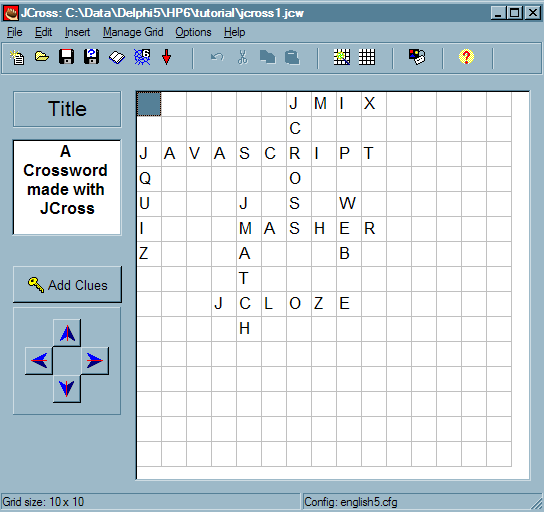 JCross: C:\Data\Delphi5\HP6\tutorial\jcross1.jcw
File Edit Insert Manage Grid Options Help
Title
A
Crossword
made with
JCross
Add Clues
J M I X
C
J A V A S C R I P T
Q O
U J S W
I M A S H E R
Z A B
T
J C L O Z E
H
Grid size: 10 x 10
Config: english5.cfg